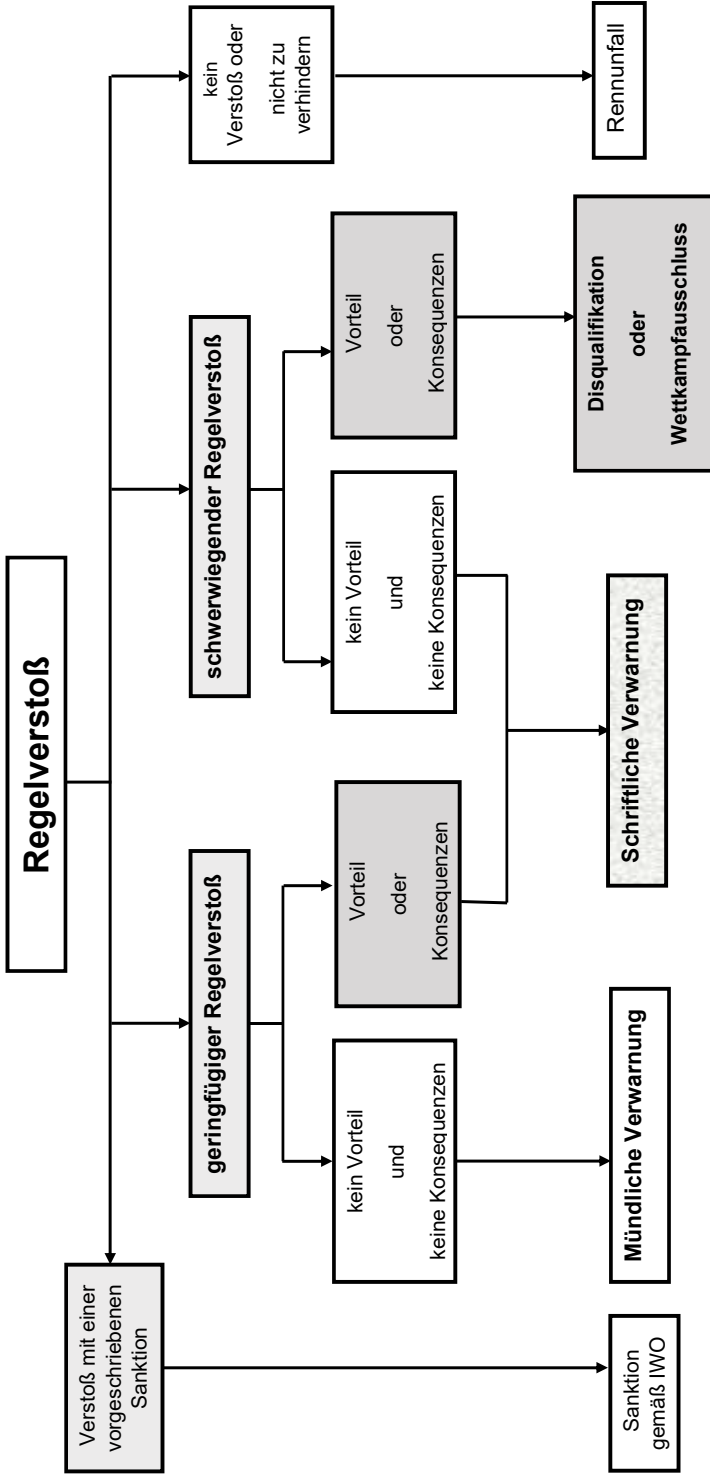 Regelverstoß
Verstoß mit einer
vorgeschriebenen
Sanktion
geringfügiger Regelverstoß
schwerwiegender Regelverstoß
kein
Verstoß oder
nicht zu
verhindern
kein Vorteil
und
keine Konsequenzen
Vorteil
oder
Konsequenzen
kein Vorteil
und
keine Konsequenzen
Vorteil
oder
Konsequenzen
Sanktion
gemäß IWO
Mündliche Verwarnung
Schriftliche Verwarnung
Disqualifikation
oder
Wettkampfausschluss
Rennunfall